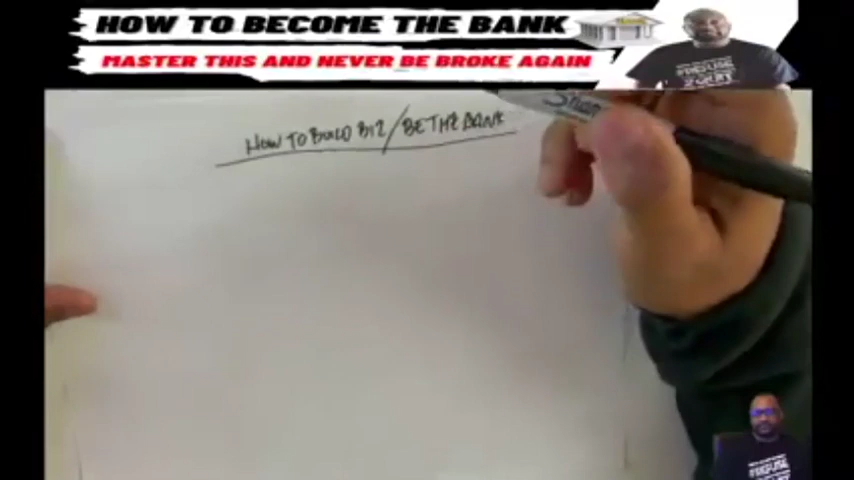 HOW TO BECOME THE BANK
MASTER THIS AND NEVER BE BROKE AGAIN
HOW TO BUILD BIZ/BE THE BANK